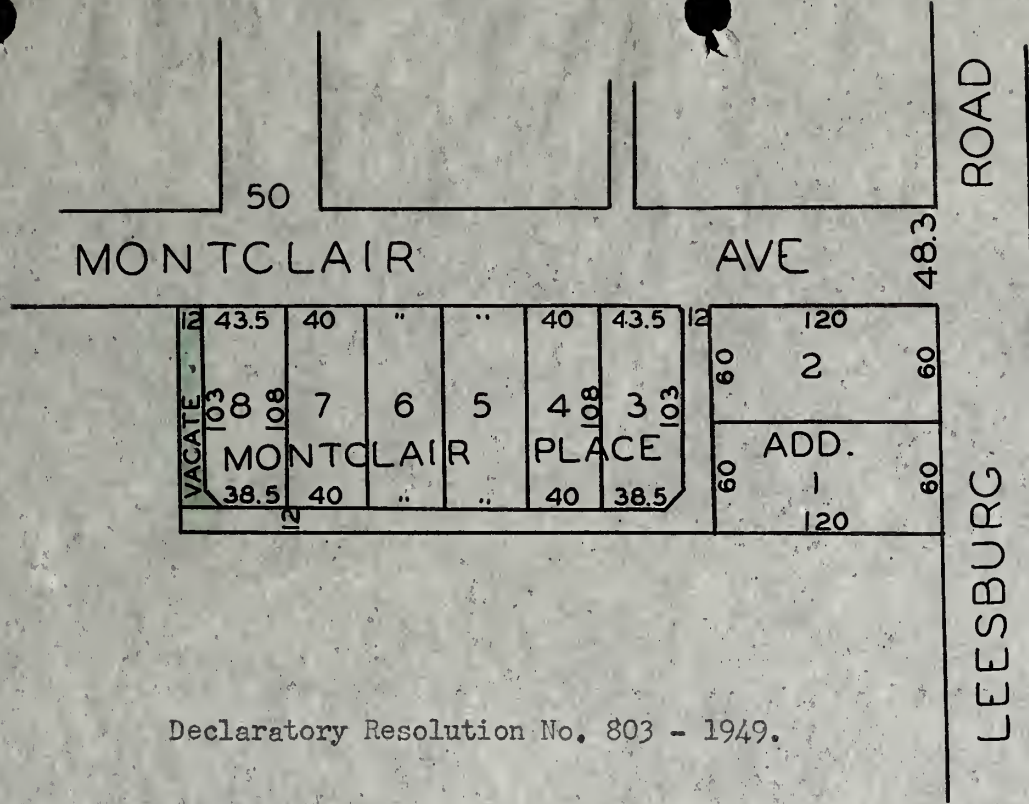 50
ROAD
MONTCLAIR AVE
48.3
12 43.5 40 " " 40 43.5 12 120
60 2 60
VACATE
103 8 108 7 6 5 4 108 3 103
MONTCLAIR PLACE ADD.
60 1 60
38.5 40 " " 40 38.5
12
120
LEESBURG
Declaratory Resolution No. 803 - 1949.